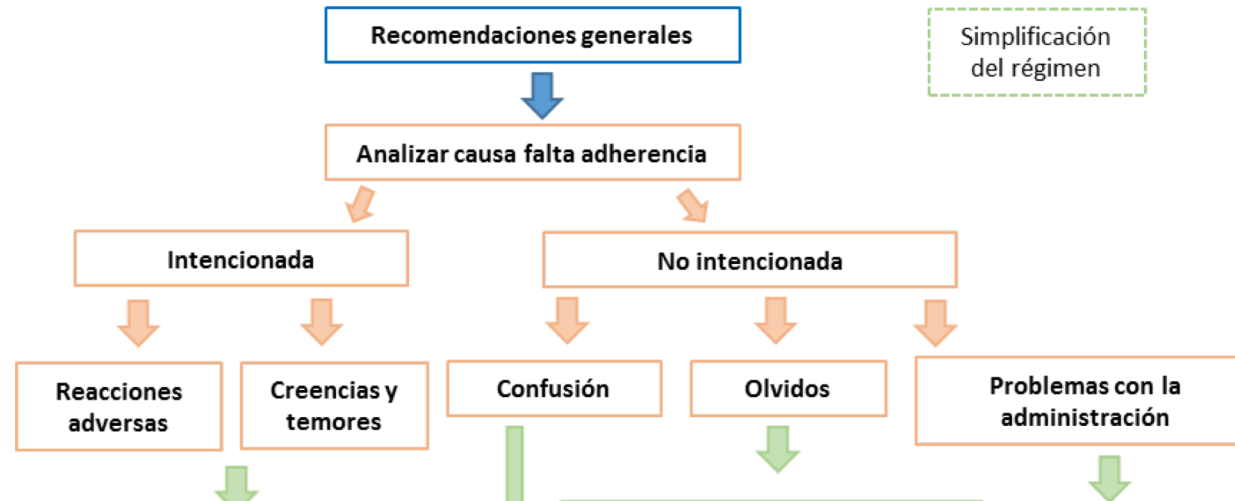 Recomendaciones generales
Simplificación
del régimen
Analizar causa falta adherencia
Intencionada
No intencionada
Reacciones
adversas
Creencias y
temores
Confusión
Olvidos
Problemas con la
administración